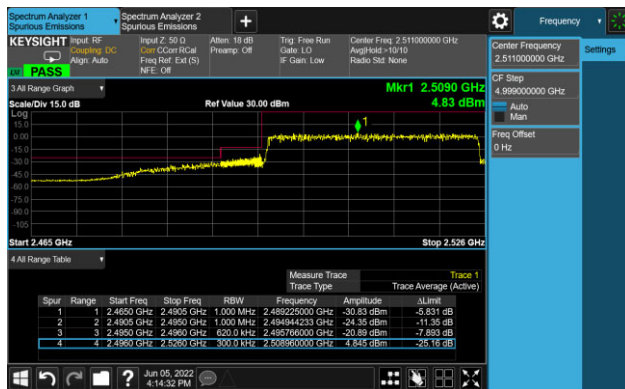 Spectrum Analyzer 1
Spurious Emissions
Spectrum Analyzer 2
Spurious Emissions
+
Frequency
KEYSIGHT
Input: RF
Coupling: DC
Align: Auto
Input Z: 50 Ω
Corr CCorr RCal
Freq Ref: Ext (S)
NFE: Off
Atten: 18 dB
Preamp: Off
Trig: Free Run
Gate: LO
IF Gain: Low
Center Freq: 2.511000000 GHz
Avg|Hold:>10/10
Radio Std: None
LXI
PASS
Center Frequency
2.511000000 GHz
Settings
CF Step
4.999000000 GHz
Auto
Man
Freq Offset
0 Hz
3 All Range Graph
Mkr1 2.5090 GHz
Scale/Div 15.0 dB
Ref Value 30.00 dBm
4.83 dBm
Log
15.0
0.00
-15.0
-30.0
-45.0
-60.0
-75.0
-90.0
-105
1
Start 2.465 GHz
Stop 2.526 GHz
4 All Range Table
Measure Trace Trace 1
Trace Type Trace Average (Active)
Spur Range Start Freq Stop Freq RBW Frequency Amplitude ΔLimit
1 1 2.4650 GHz 2.4905 GHz 1.000 MHz 2.489225000 GHz -30.83 dBm -5.831 dB
2 2 2.4905 GHz 2.4950 GHz 1.000 MHz 2.494944233 GHz -24.35 dBm -11.35 dB
3 3 2.4950 GHz 2.4960 GHz 620.0 kHz 2.495766000 GHz -20.89 dBm -7.893 dB
4 4 2.4960 GHz 2.5260 GHz 300.0 kHz 2.508960000 GHz 4.845 dBm -25.16 dB
?
Jun 05, 2022
4:14:32 PM